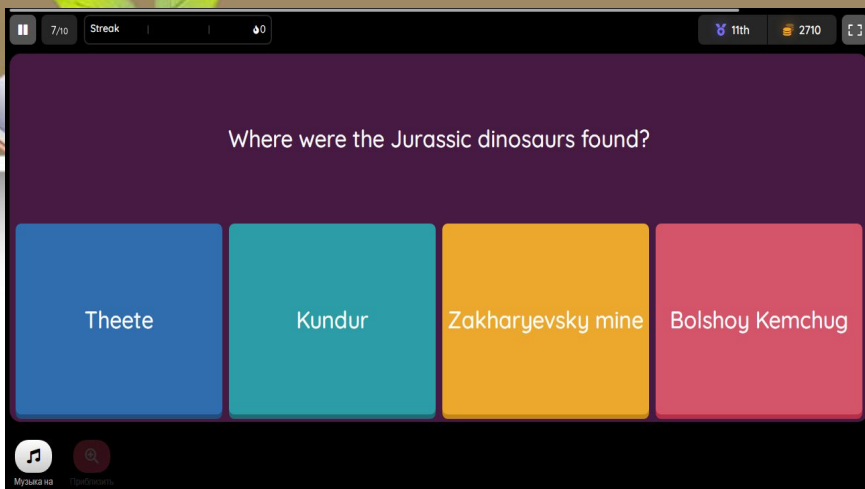 7/10
Streak
0
11th
2710
Where were the Jurassic dinosaurs found?
Theete
Kundur
Zakharyevsky mine
Bolshoy Kemchug
Музыка на
Приблизить